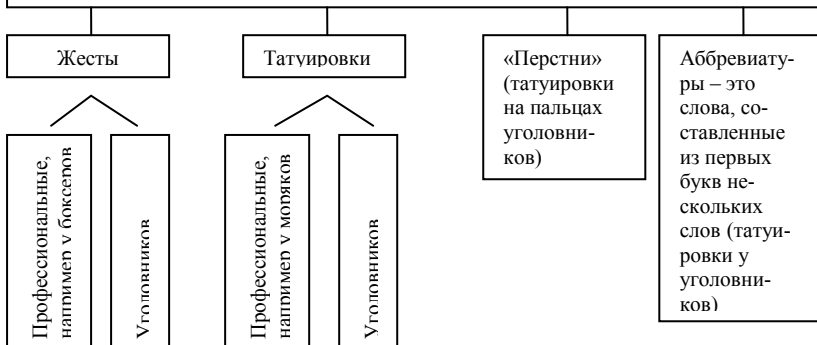 Жесты
Татуировки
«Перстни»
(татуировки
на пальцах
уголовни-
ков)
Аббревиату-
ры – это
слова, со-
ставленные
из первых
букв не-
скольких
слов (татуи-
ровки у
уголовни-
ков)
Профессиональные,
например у боксеров
Уголовников
Профессиональные,
например у моряков
Уголовников